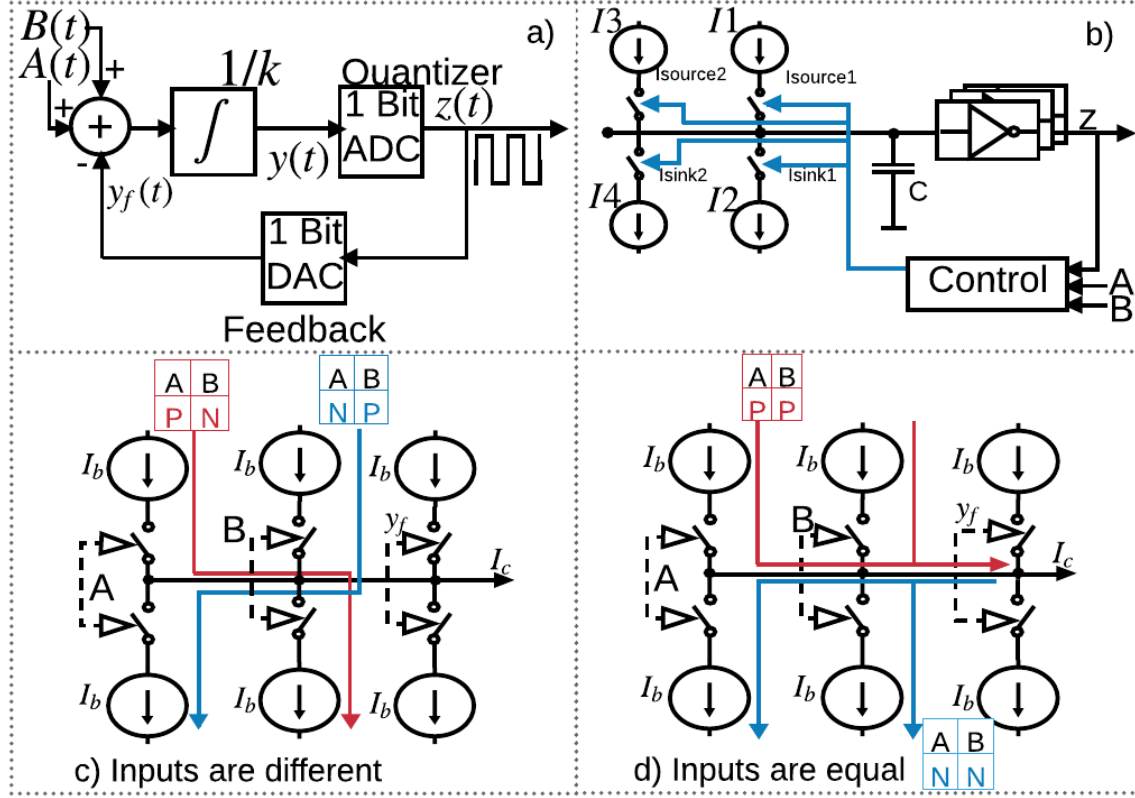 B(t)
A(t)
+
+
+
-
1/k
∫
Quantizer
1 Bit
ADC
z(t)
y(t)
y_f(t)
1 Bit
DAC
Feedback
a)
I3
I1
b)
Isource2
Isource1
Isink2
Isink1
I4
I2
C
z
Control
A
B
A B
P N
A B
N P
I_b
I_b
I_b
A
B
y_f
I_c
I_b
I_b
I_b
c) Inputs are different
A B
P P
I_b
I_b
I_b
A
B
y_f
I_c
I_b
I_b
I_b
A B
N N
d) Inputs are equal